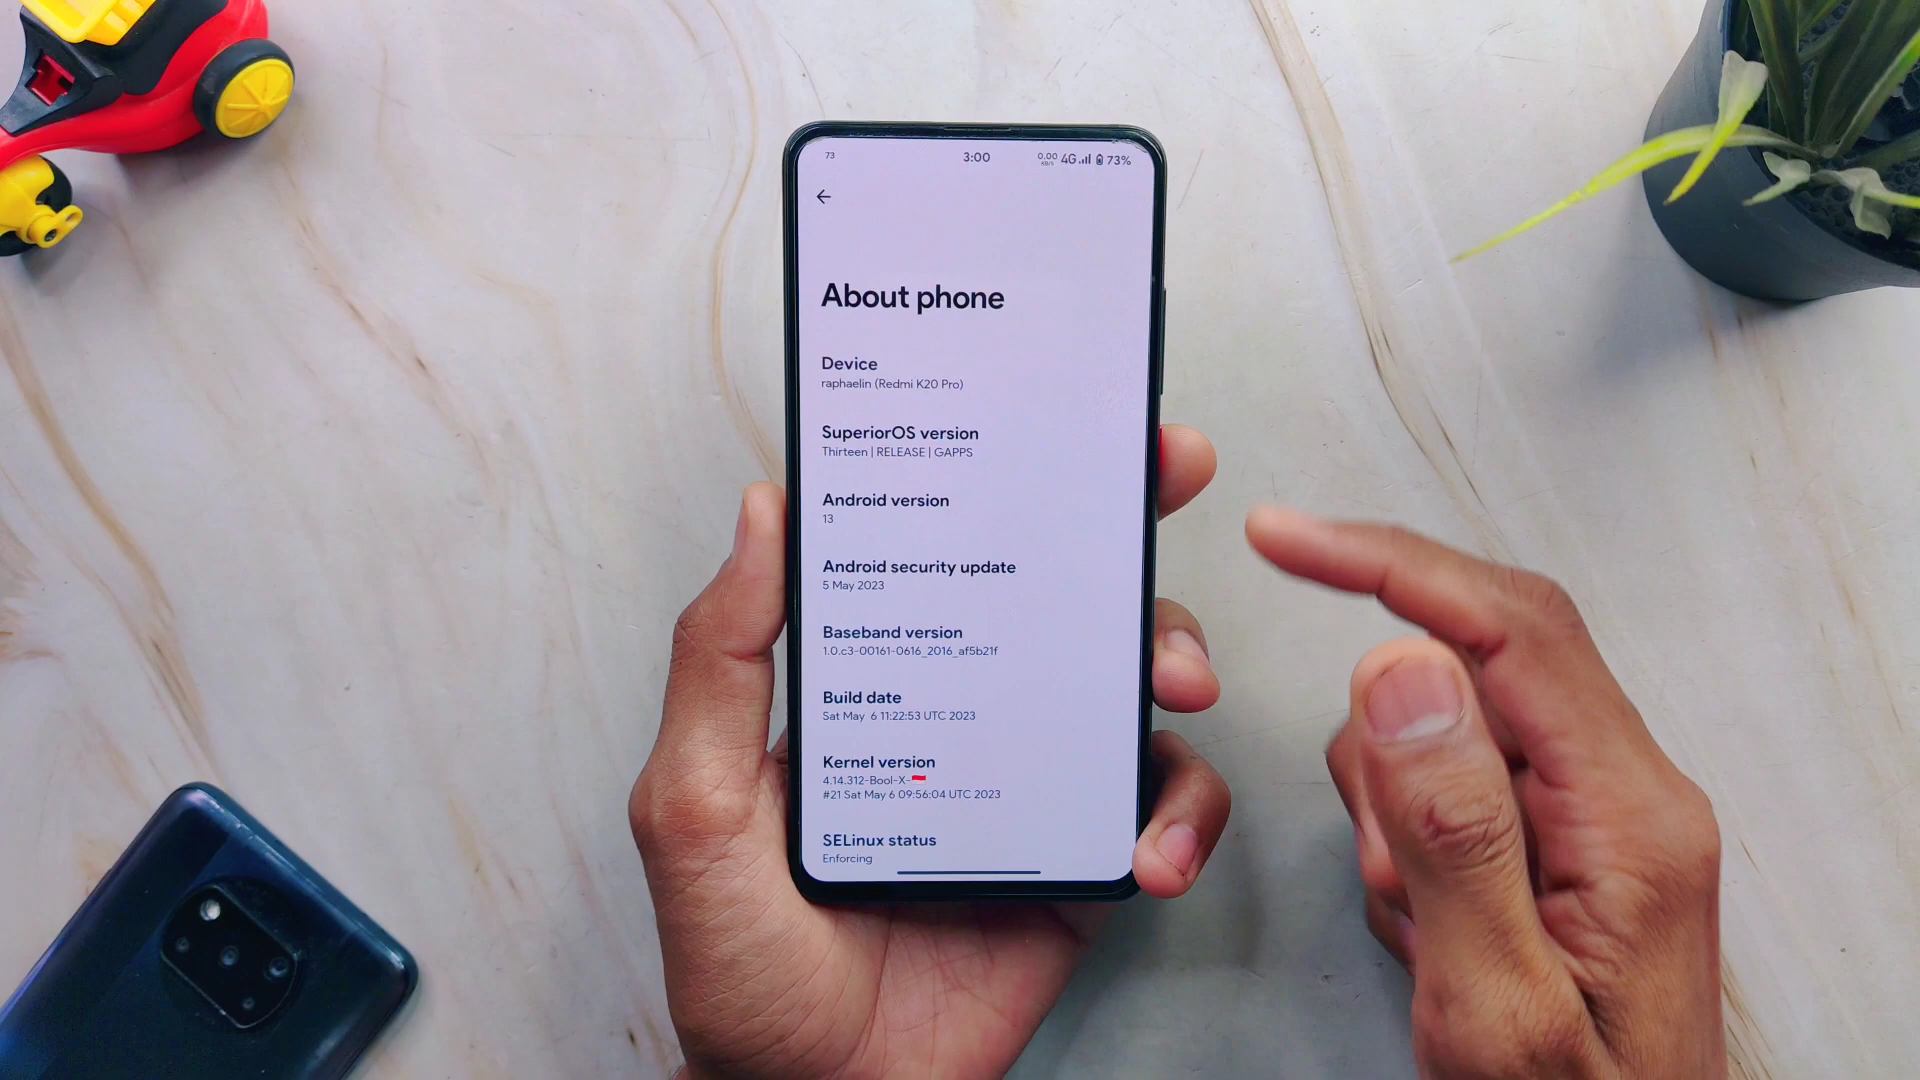 73
3:00
0.00
KB/S
4G
73%
About phone
Device
raphaelin (Redmi K20 Pro)
SuperiorOS version
Thirteen | RELEASE | GAPPS
Android version
13
Android security update
5 May 2023
Baseband version
1.0.c3-00161-0616_2016_af5b21f
Build date
Sat May  6 11:22:53 UTC 2023
Kernel version
4.14.312-Bool-X-🇮🇩
#21 Sat May 6 09:56:04 UTC 2023
SELinux status
Enforcing